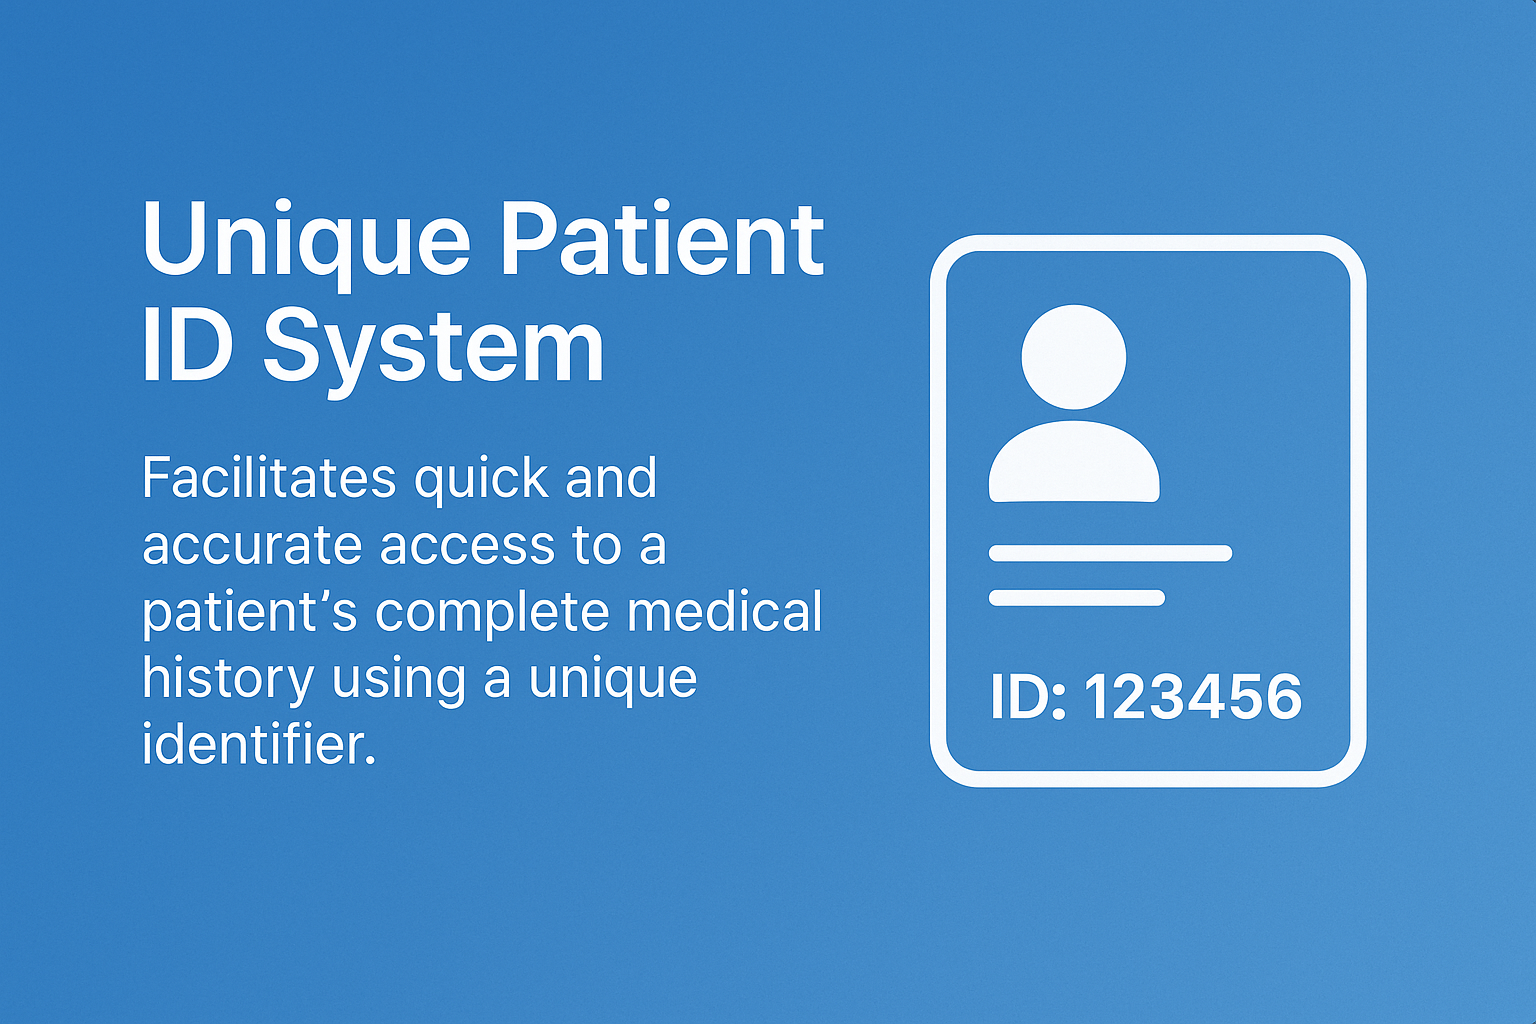 Unique Patient
ID System
Facilitates quick and
accurate access to a
patient’s complete medical
history using a unique
identifier.
ID: 123456